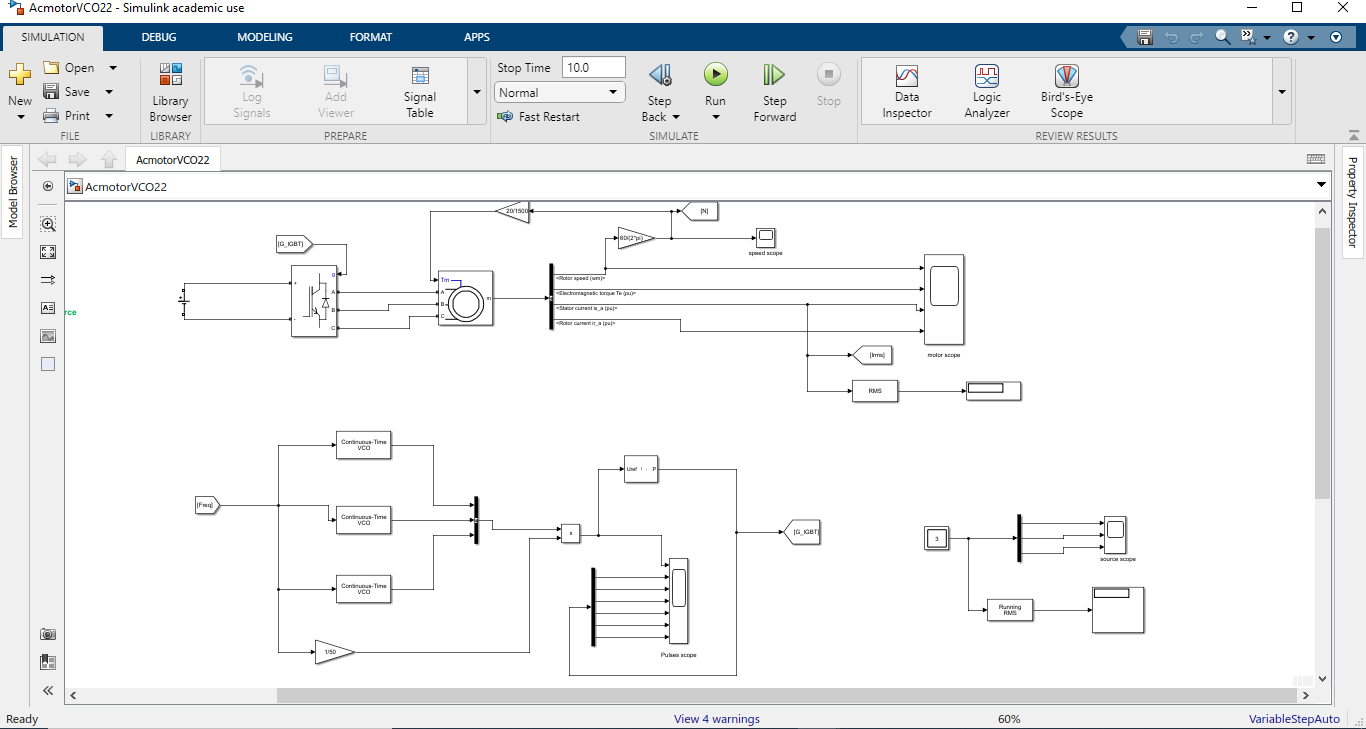 AcmotorVCO22 - Simulink academic use
SIMULATION DEBUG MODELING FORMAT APPS
New
Open
Save
Print
FILE
Library
Browser
LIBRARY
Log
Signals
Add
Viewer
Signal
Table
PREPARE
Stop Time 10.0
Normal
Fast Restart
Step
Back
Run
Step
Forward
Stop
SIMULATE
Data
Inspector
Logic
Analyzer
Bird's-Eye
Scope
REVIEW RESULTS
Model Browser
AcmotorVCO22
AcmotorVCO22
Property Inspector
20/1500
[N]
60/(2*pi)
speed scope
[G_IGBT]
g
+
-
A
B
C
Tm
A
B
C
m
<Rotor speed (wm)>
<Electromagnetic torque Te (pu)>
<Stator current is_a (pu)>
<Rotor current ir_a (pu)>
motor scope
[Irms]
RMS
rce
Continuous-Time
VCO
[Freq]
Continuous-Time
VCO
Continuous-Time
VCO
1/50
x
Uref P
[G_IGBT]
Pulses scope
3
source scope
Running
RMS
Ready View 4 warnings 60% VariableStepAuto